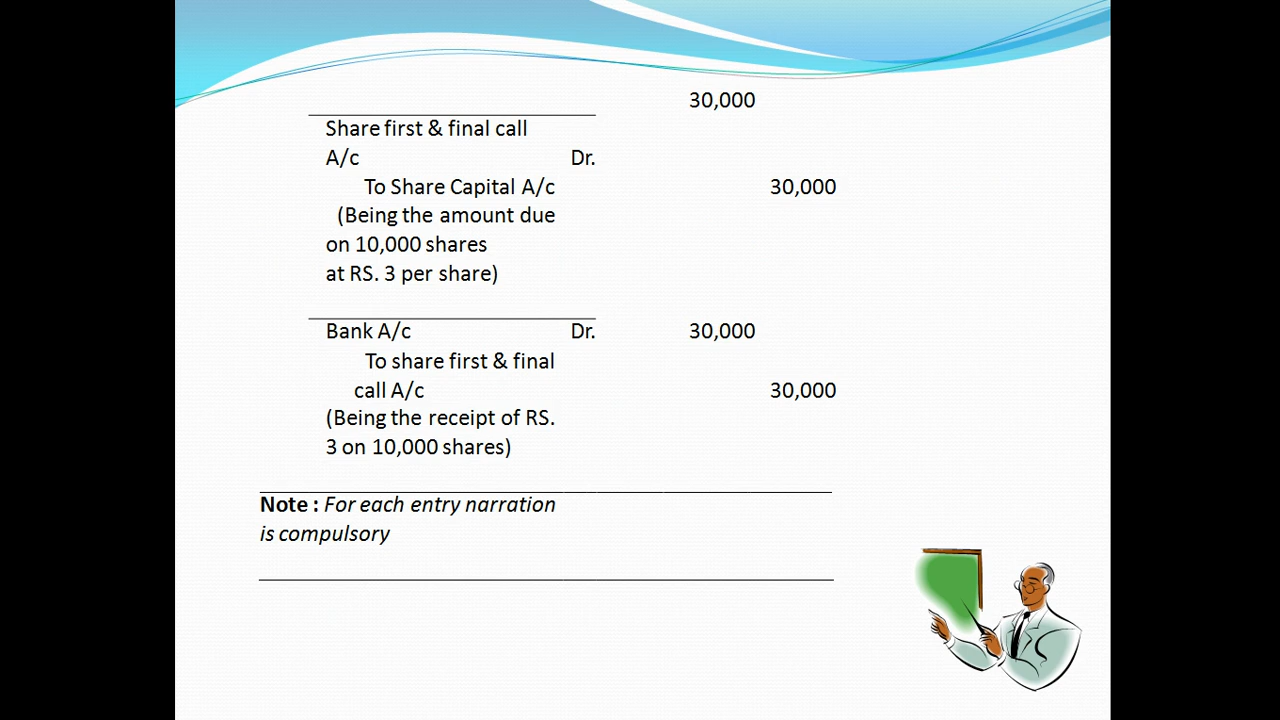 30,000
Share first & final call
A/c Dr.
To Share Capital A/c 30,000
(Being the amount due
on 10,000 shares
at RS. 3 per share)
Bank A/c Dr. 30,000
To share first & final
call A/c 30,000
(Being the receipt of RS.
3 on 10,000 shares)
Note : For each entry narration
is compulsory